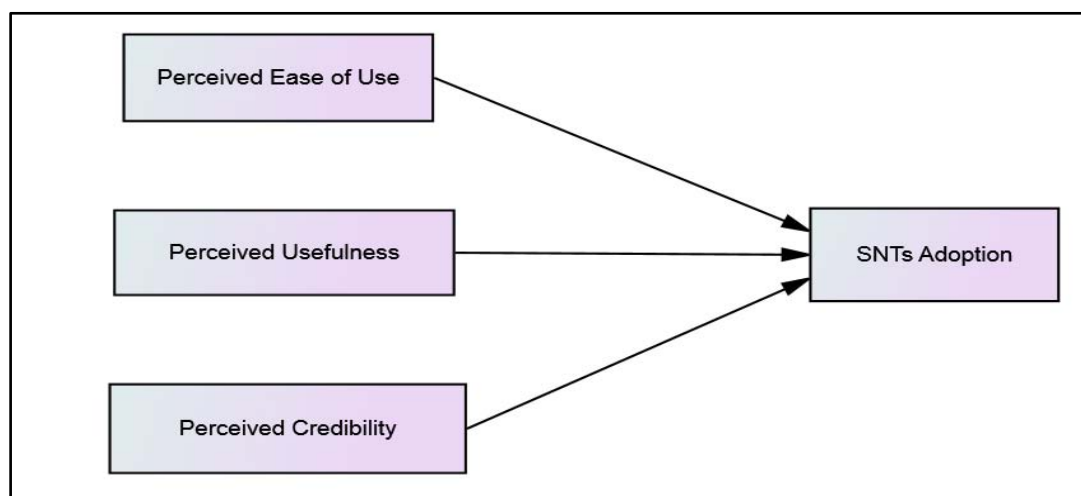 Perceived Ease of Use
Perceived Usefulness
SNTs Adoption
Perceived Credibility